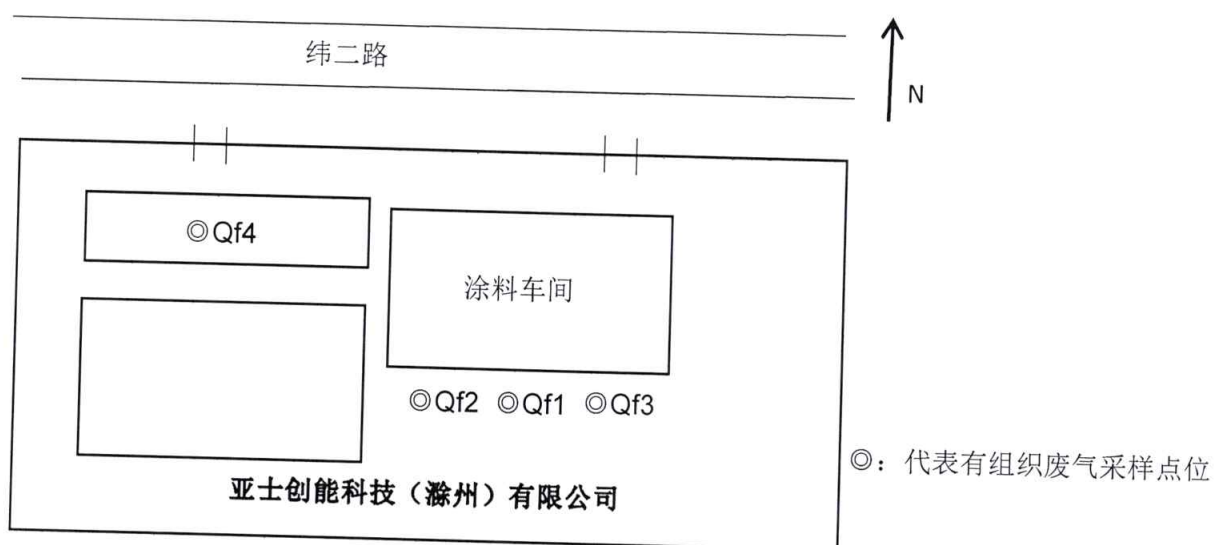 纬二路
N
◎Qf4
涂料车间
◎Qf2 ◎Qf1 ◎Qf3
◎：代表有组织废气采样点位
亚士创能科技（滁州）有限公司